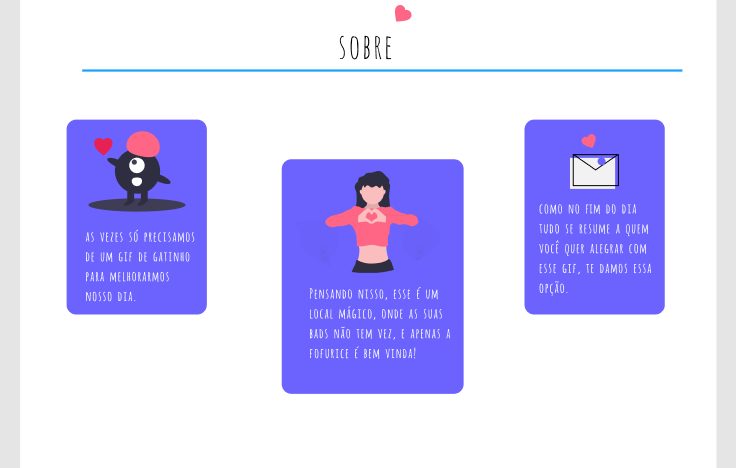 SOBRE
AS VEZES SÓ PRECISAMOS
DE UM GIF DE GATINHO
PARA MELHORARMOS
NOSSO DIA.
PENSANDO NISSO, ESSE É UM
LOCAL MÁGICO, ONDE AS SUAS
BADS NÃO TEM VEZ, E APENAS A
FOFURICE É BEM VINDA!
COMO NO FIM DO DIA
TUDO SE RESUME A QUEM
VOCÊ QUER ALEGRAR COM
ESSE GIF, TE DAMOS ESSA
OPÇÃO.